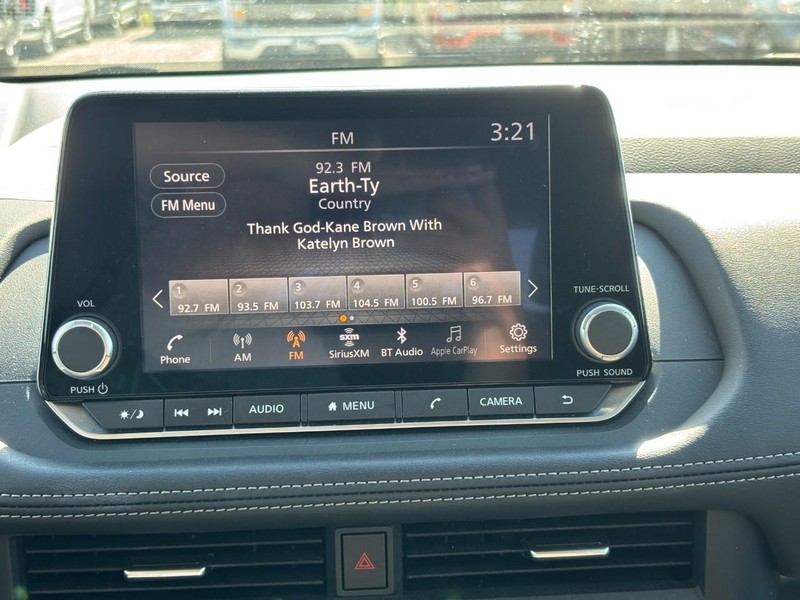 FM
3:21
Source
92.3 FM
Earth-Ty
Country
FM Menu
Thank God-Kane Brown With
Katelyn Brown
1 2 3 4 5 6
92.7 FM 93.5 FM 103.7 FM 104.5 FM 100.5 FM 96.7 FM
VOL
TUNE·SCROLL
Phone AM FM sxm SiriusXM BT Audio Apple CarPlay Settings
PUSH
PUSH SOUND
AUDIO MENU CAMERA